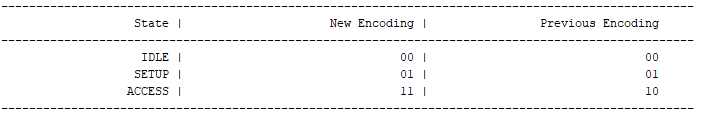 ---------------------------------------------------------------------------------------------------
                   State |                     New Encoding |                Previous Encoding
---------------------------------------------------------------------------------------------------
                    IDLE |                               00 |                               00
                   SETUP |                               01 |                               01
                  ACCESS |                               11 |                               10
---------------------------------------------------------------------------------------------------